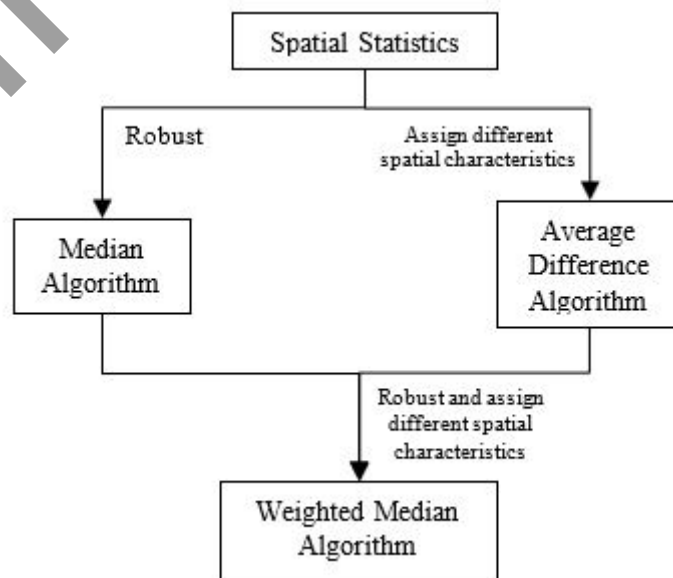 Spatial Statistics
Robust
Assign different
spatial characteristics
Median
Algorithm
Average
Difference
Algorithm
Robust and assign
different spatial
characteristics
Weighted Median
Algorithm